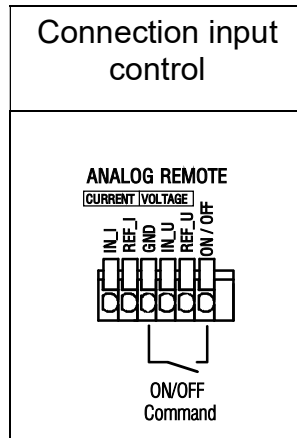 Connection input
control
ANALOG REMOTE
CURRENT VOLTAGE
IN_I
REF_I
GND
IN_U
REF_U
ON / OFF
ON/OFF
Command